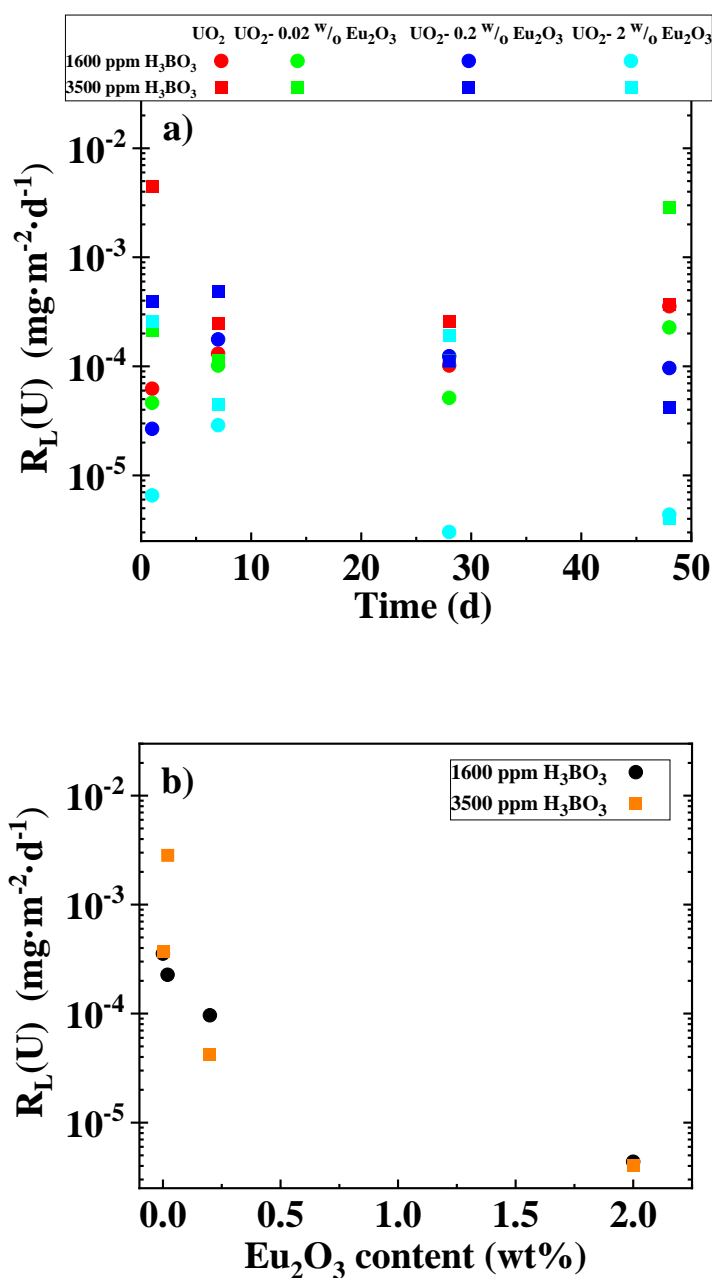 UO₂ UO₂- 0.02 ʷ/ₒ Eu₂O₃ UO₂- 0.2 ʷ/ₒ Eu₂O₃ UO₂- 2 ʷ/ₒ Eu₂O₃
1600 ppm H₃BO₃
3500 ppm H₃BO₃
a)
10⁻²
10⁻³
10⁻⁴
10⁻⁵
R_L(U) (mg·m⁻²·d⁻¹)
0 10 20 30 40 50
Time (d)
b)
1600 ppm H₃BO₃
3500 ppm H₃BO₃
10⁻²
10⁻³
10⁻⁴
10⁻⁵
R_L(U) (mg·m⁻²·d⁻¹)
0.0 0.5 1.0 1.5 2.0
Eu₂O₃ content (wt%)